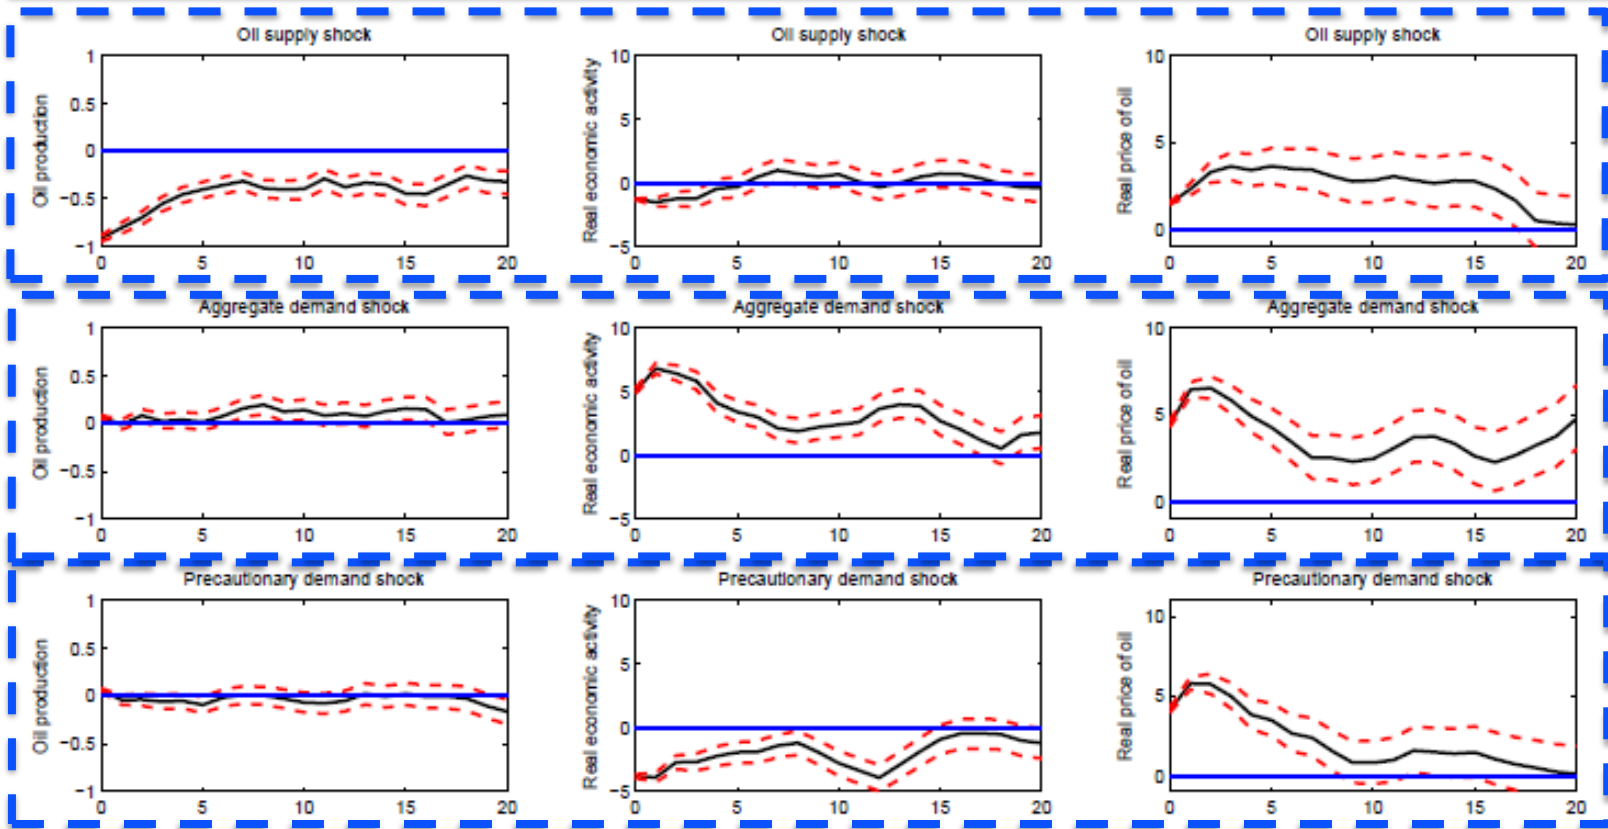 Oil supply shock
Oil production
1
0.5
0
−0.5
−1
0 5 10 15 20
Oil supply shock
Real economic activity
10
5
0
−5
0 5 10 15 20
Oil supply shock
Real price of oil
10
5
0
0 5 10 15 20
Aggregate demand shock
Oil production
1
0.5
0
−0.5
−1
0 5 10 15 20
Aggregate demand shock
Real economic activity
10
5
0
−5
0 5 10 15 20
Aggregate demand shock
Real price of oil
10
5
0
0 5 10 15 20
Precautionary demand shock
Oil production
1
0.5
0
−0.5
−1
0 5 10 15 20
Precautionary demand shock
Real economic activity
10
5
0
−5
0 5 10 15 20
Precautionary demand shock
Real price of oil
10
5
0
0 5 10 15 20